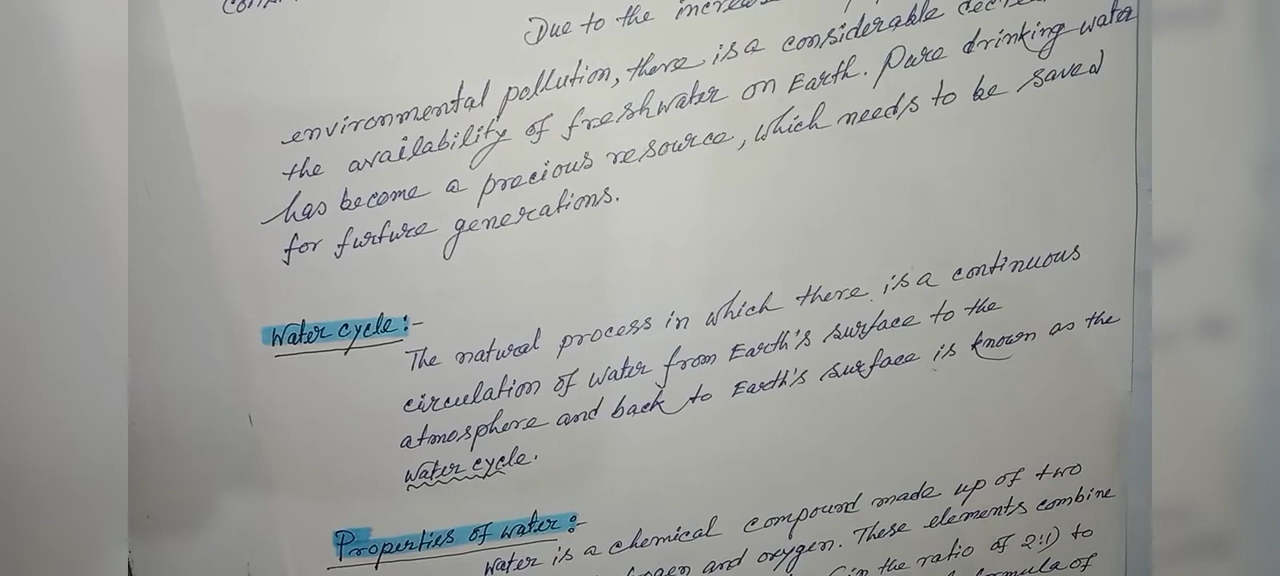 Due to the
environmental pollution, there is a considerable
the availability of freshwater on Earth. Pure drinking water
has become a precious resource, which needs to be saved
for furture generations.
Water cycle:-
The natural process in which there is a continuous
circulation of water from Earth's surface to the
atmosphere and back to Earth's surface is known as the
water cycle.
Properties of water:-
Water is a chemical compound made up of two
and oxygen. These elements combine
(in the ratio of 2:1) to
of